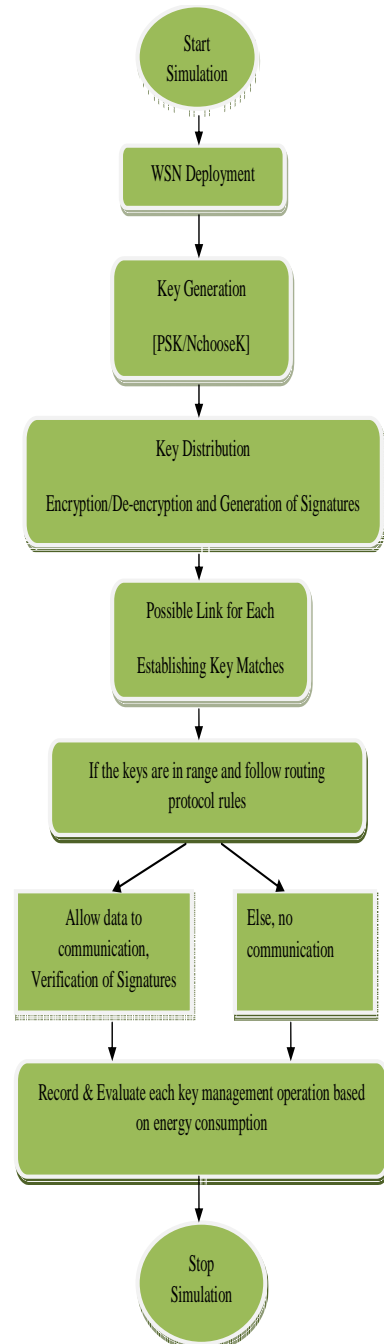 Start
Simulation
WSN Deployment
Key Generation
[PSK/NchooseK]
Key Distribution
Encryption/De-encryption and Generation of Signatures
Possible Link for Each
Establishing Key Matches
If the keys are in range and follow routing
protocol rules
Allow data to
communication,
Verification of Signatures
Else, no
communication
Record & Evaluate each key management operation based
on energy consumption
Stop
Simulation